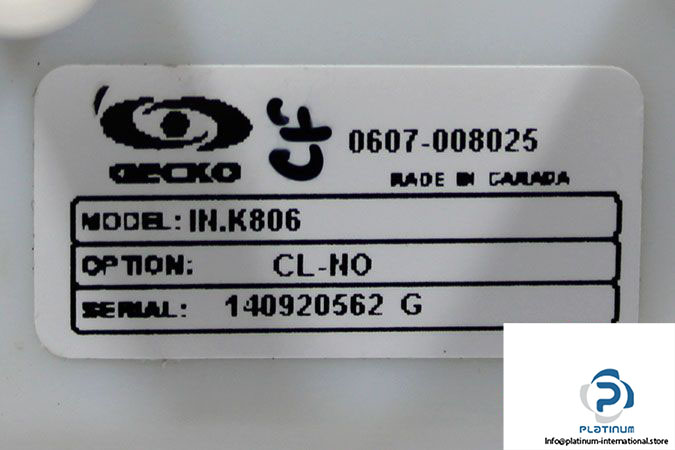 GECKO
CF
0607-008025
MADE IN CANADA
MODEL: IN.K806
OPTION: CL-NO
SERIAL: 140920562 G
PLATINUM
Info@platinum-international.store